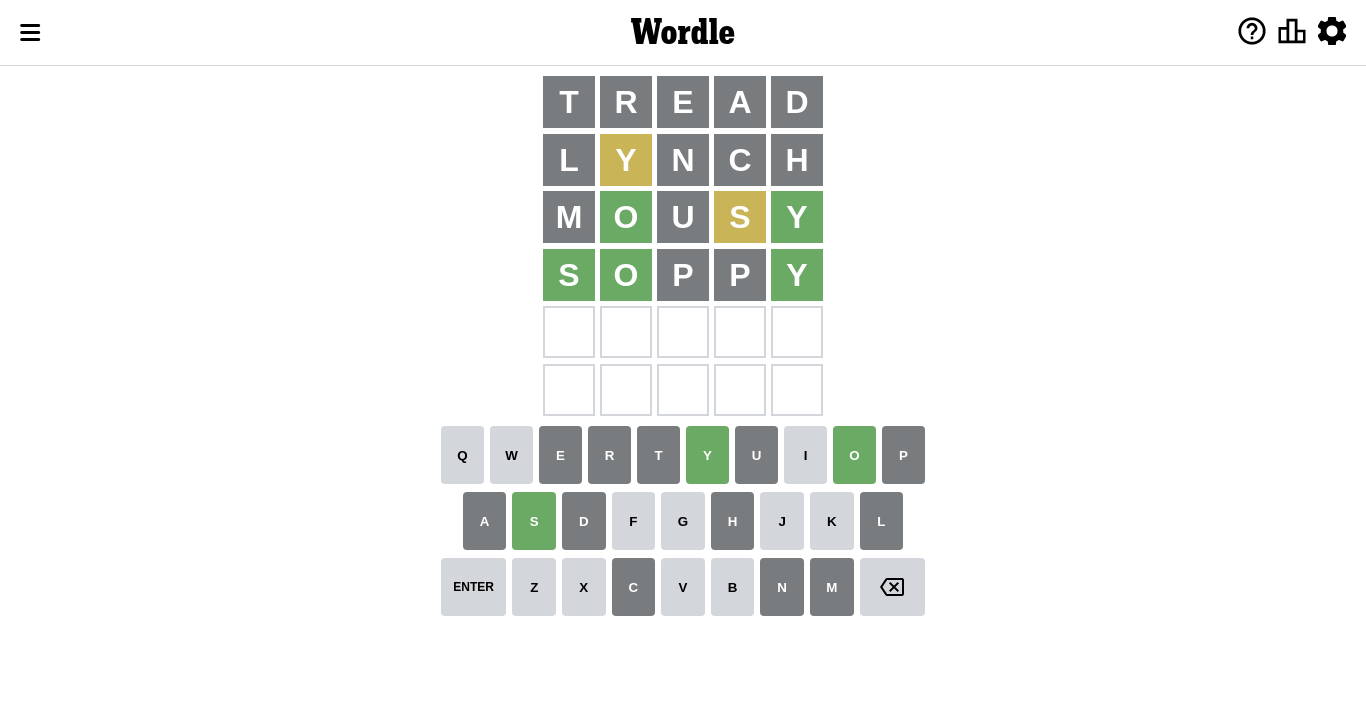 Wordle
T R E A D
L Y N C H
M O U S Y
S O P P Y
Q W E R T Y U I O P
A S D F G H J K L
ENTER Z X C V B N M